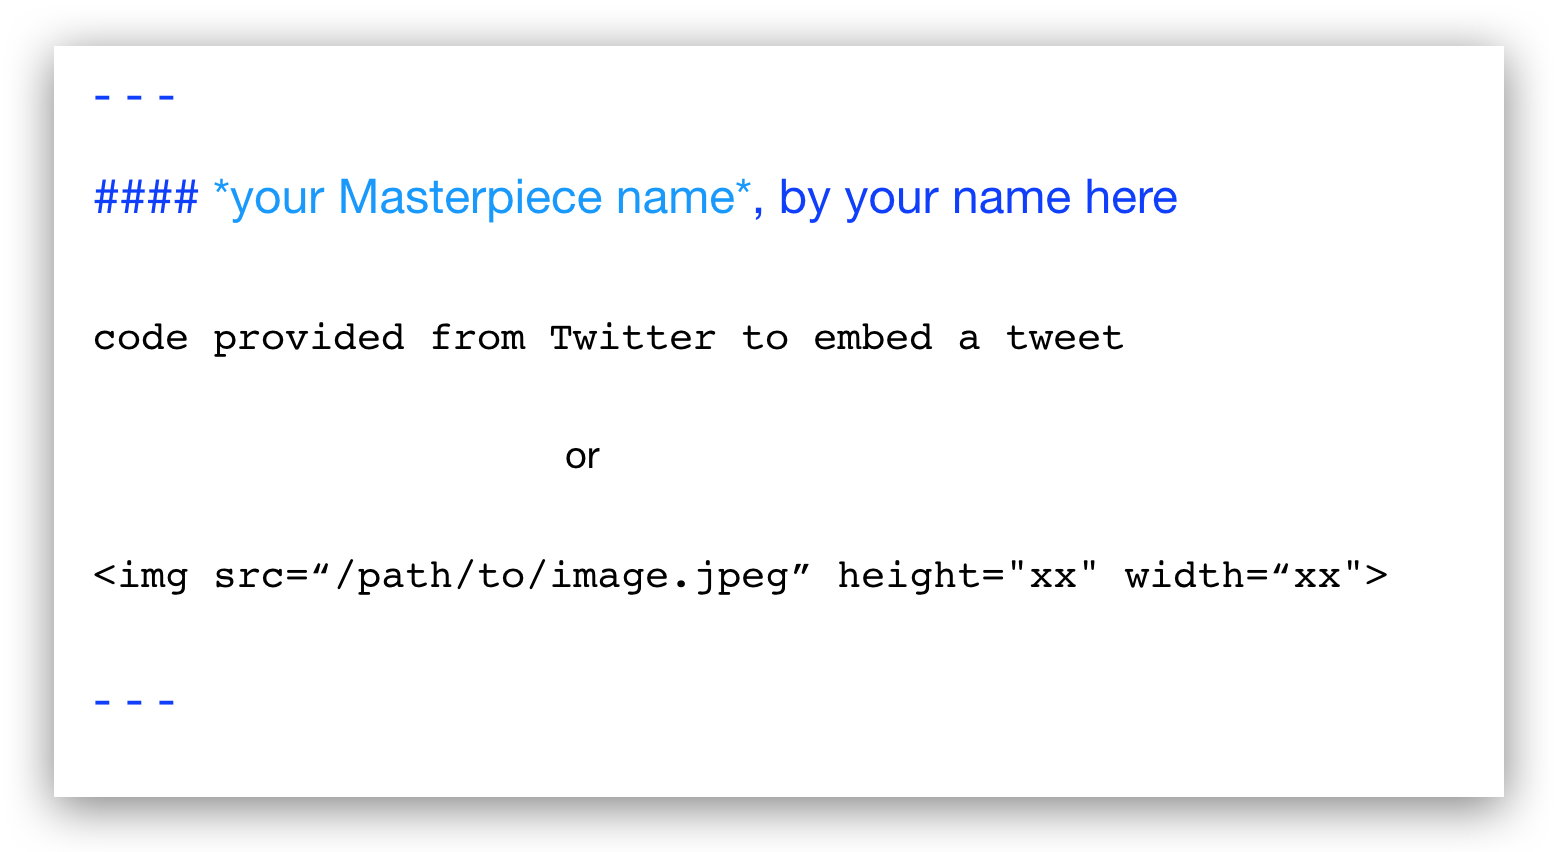 - - -
#### *your Masterpiece name*, by your name here
code provided from Twitter to embed a tweet
or
<img src=“/path/to/image.jpeg” height="xx" width=“xx">
- - -